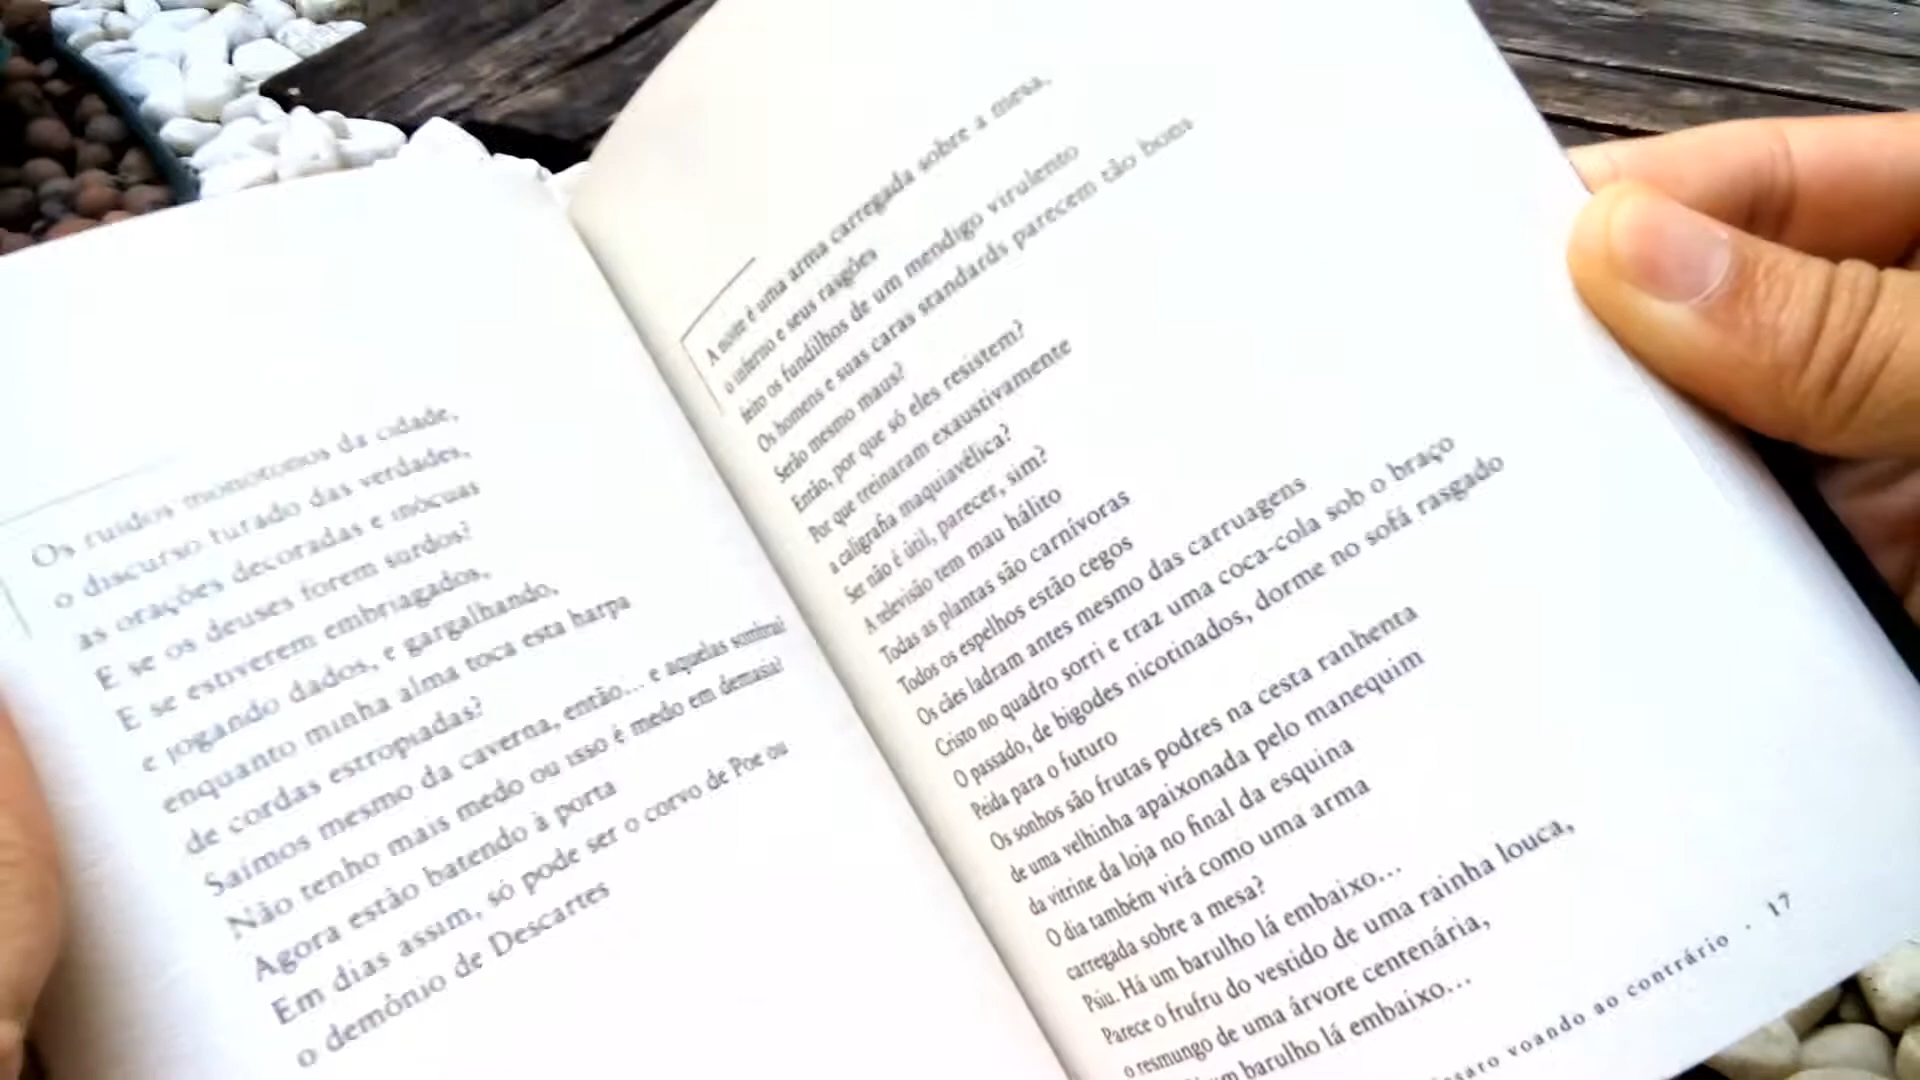 Os ruídos monótonos da cidade,
o discurso turado das verdades,
as orações decoradas e inócuas
E se os deuses forem surdos?
E se estiverem embriagados,
e jogando dados, e gargalhando,
enquanto minha alma toca esta harpa
de cordas estropiadas?
Saímos mesmo da caverna, então... e aquelas sombras
Não tenho mais medo ou isso é medo em demasia?
Agora estão batendo à porta
Em dias assim, só pode ser o corvo de Poe ou
o demônio de Descartes
A noite é uma arma carregada sobre a mesa,
o inferno e seus rasgões
feito os fundilhos de um mendigo virulento
Os homens e suas caras standards parecem tão bons
Serão mesmo maus?
Então, por que só eles resistem?
Por que treinaram exaustivamente
a caligrafia maquiavélica?
Ser não é útil, parecer, sim?
A televisão tem mau hálito
Todas as plantas são carnívoras
Todos os espelhos estão cegos
Os cães ladram antes mesmo das carruagens
Cristo no quadro sorri e traz uma coca-cola sob o braço
O passado, de bigodes nicotinados, dorme no sofá rasgado
Peida para o futuro
Os sonhos são frutas podres na cesta ranhenta
de uma velhinha apaixonada pelo manequim
da vitrine da loja no final da esquina
O dia também virá como uma arma
carregada sobre a mesa?
Psiu. Há um barulho lá embaixo...
Parece o frufru do vestido de uma rainha louca,
o resmungo de uma árvore centenária,
um barulho lá embaixo...
voando ao contrário · 17